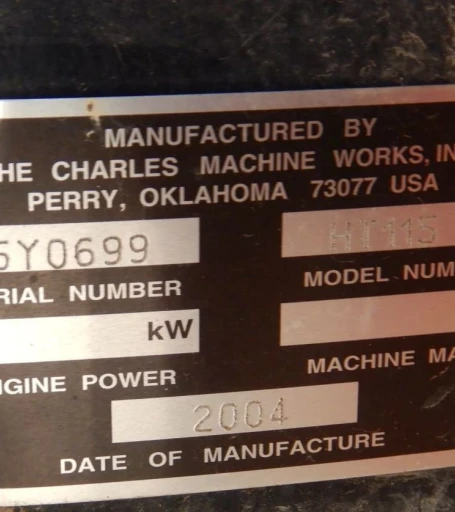 MANUFACTURED BY
HE CHARLES MACHINE WORKS, IN
PERRY, OKLAHOMA 73077 USA
5Y0699 HT115
RIAL NUMBER MODEL NUM
kW
NGINE POWER MACHINE MA
2004
DATE OF MANUFACTURE